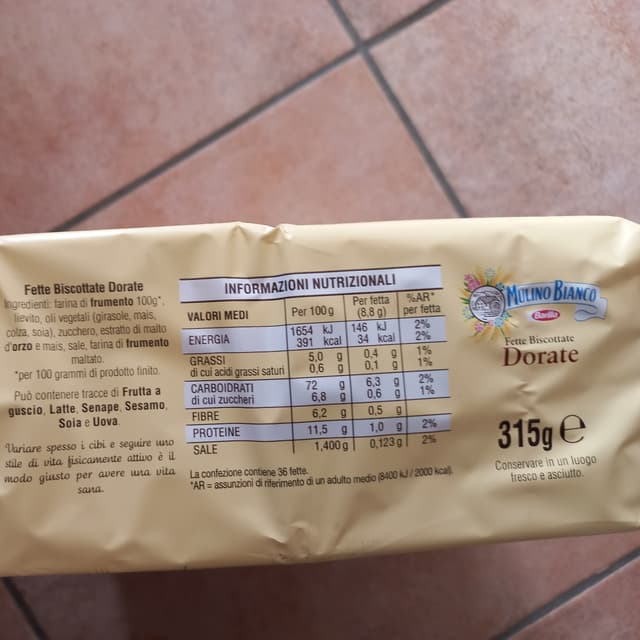 Fette Biscottate Dorate
Ingredienti: farina di frumento 100g*,
lievito, oli vegetali (girasole, mais,
colza, soia), zucchero, estratto di malto
d'orzo e mais, sale, farina di frumento
maltato.
*per 100 grammi di prodotto finito.
Può contenere tracce di Frutta a
guscio, Latte, Senape, Sesamo,
Soia e Uova.
Variare spesso i cibi e seguire uno
stile di vita fisicamente attivo è il
modo giusto per avere una vita
sana.
INFORMAZIONI NUTRIZIONALI
VALORI MEDI Per 100 g Per fetta (8,8 g) %AR* per fetta
ENERGIA 1654 kJ 146 kJ 2%
391 kcal 34 kcal 2%
GRASSI 5,0 g 0,4 g 1%
di cui acidi grassi saturi 0,6 g 0,1 g 1%
CARBOIDRATI 72 g 6,3 g 2%
di cui zuccheri 6,8 g 0,6 g 1%
FIBRE 6,2 g 0,5 g
PROTEINE 11,5 g 1,0 g 2%
SALE 1,400 g 0,123 g 2%
La confezione contiene 36 fette.
*AR = assunzioni di riferimento di un adulto medio (8400 kJ / 2000 kcal).
MULINO BIANCO
Barilla
Fette Biscottate
Dorate
315g e
Conservare in un luogo
fresco e asciutto.